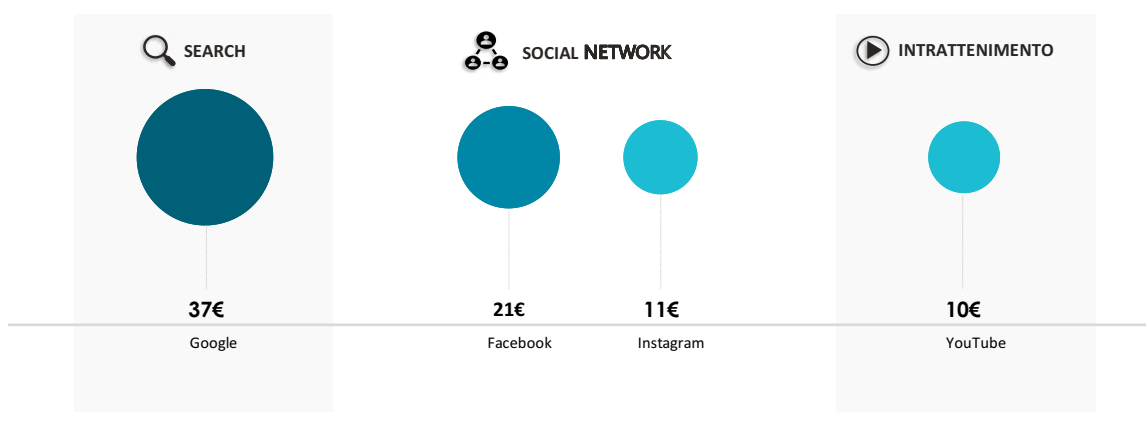 SEARCH
37€
Google
SOCIAL NETWORK
21€
Facebook
11€
Instagram
INTRATTENIMENTO
10€
YouTube